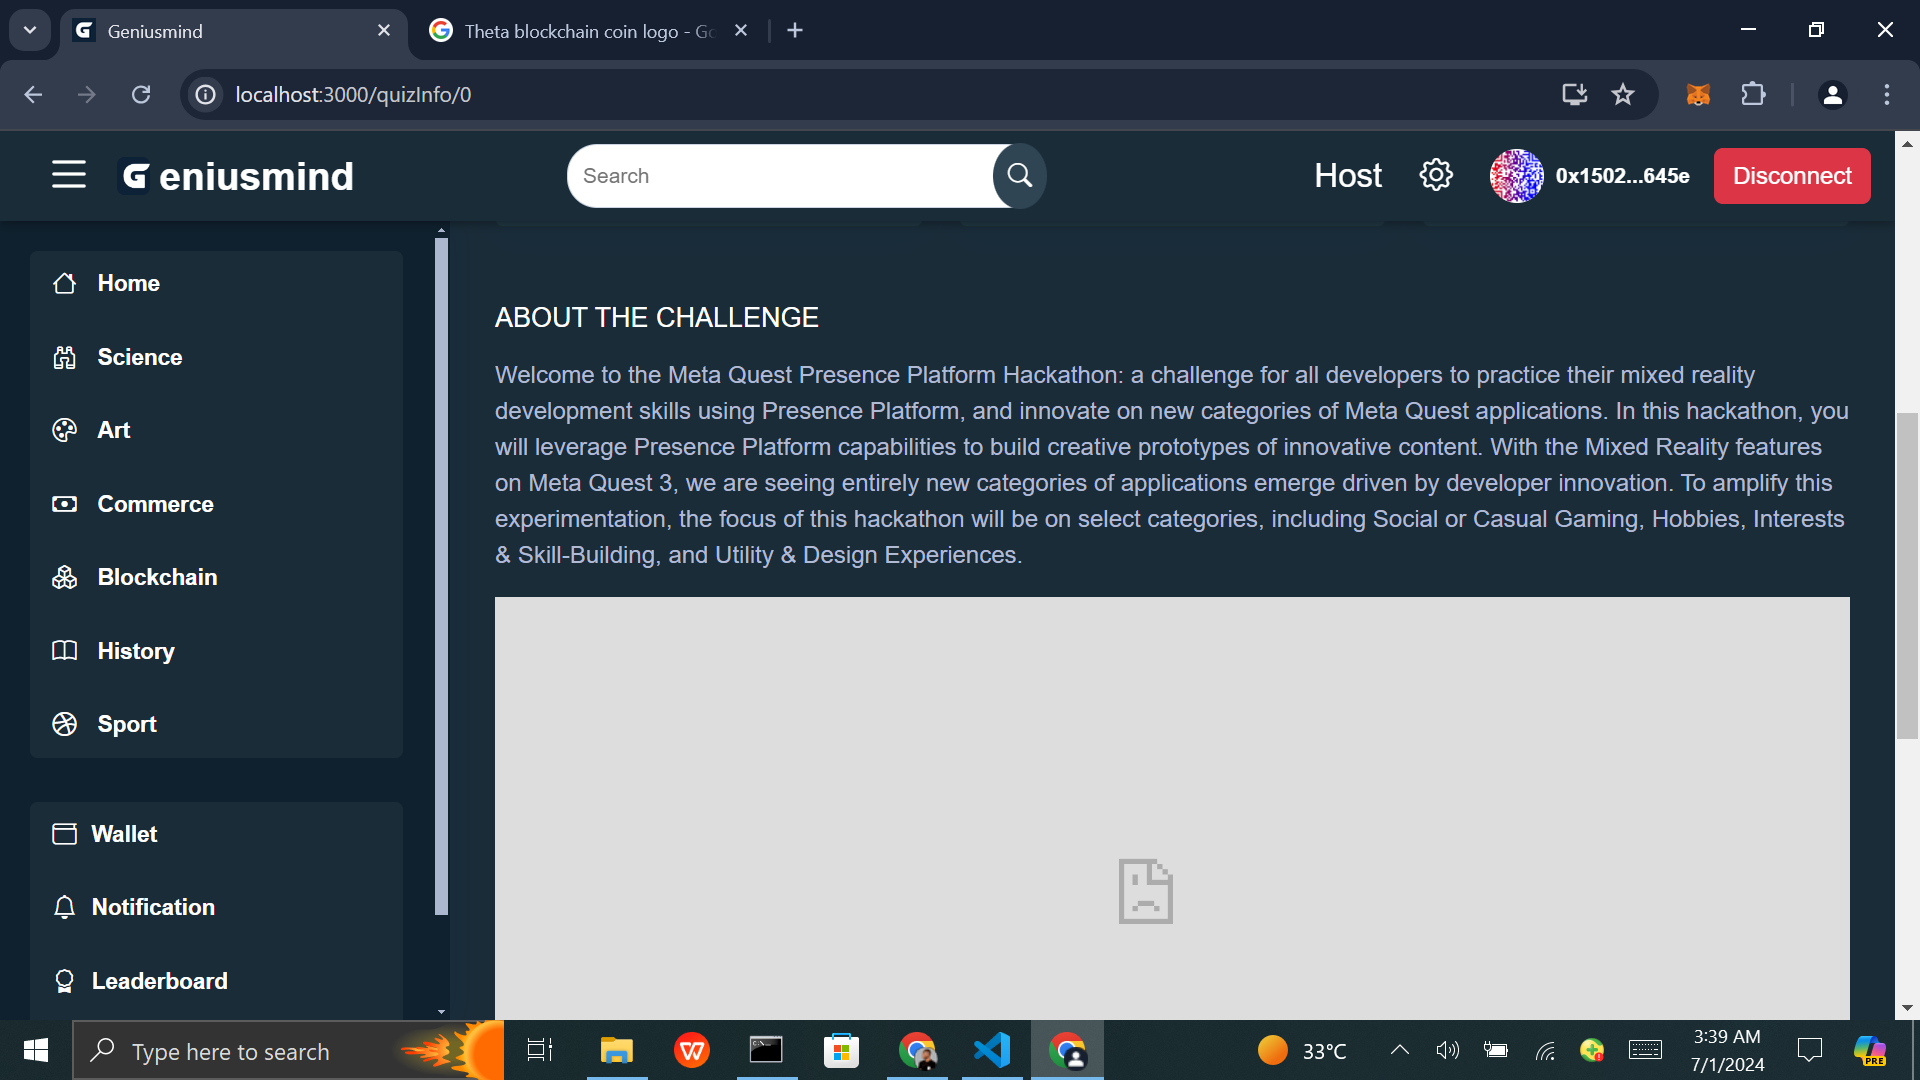 Geniusmind
Theta blockchain coin logo - Go
localhost:3000/quizInfo/0
Geniusmind
Search
Host
0x1502...645e
Disconnect
Home
Science
Art
Commerce
Blockchain
History
Sport
Wallet
Notification
Leaderboard
ABOUT THE CHALLENGE
Welcome to the Meta Quest Presence Platform Hackathon: a challenge for all developers to practice their mixed reality
development skills using Presence Platform, and innovate on new categories of Meta Quest applications. In this hackathon, you
will leverage Presence Platform capabilities to build creative prototypes of innovative content. With the Mixed Reality features
on Meta Quest 3, we are seeing entirely new categories of applications emerge driven by developer innovation. To amplify this
experimentation, the focus of this hackathon will be on select categories, including Social or Casual Gaming, Hobbies, Interests
& Skill-Building, and Utility & Design Experiences.
Type here to search
33°C
3:39 AM
7/1/2024
PRE